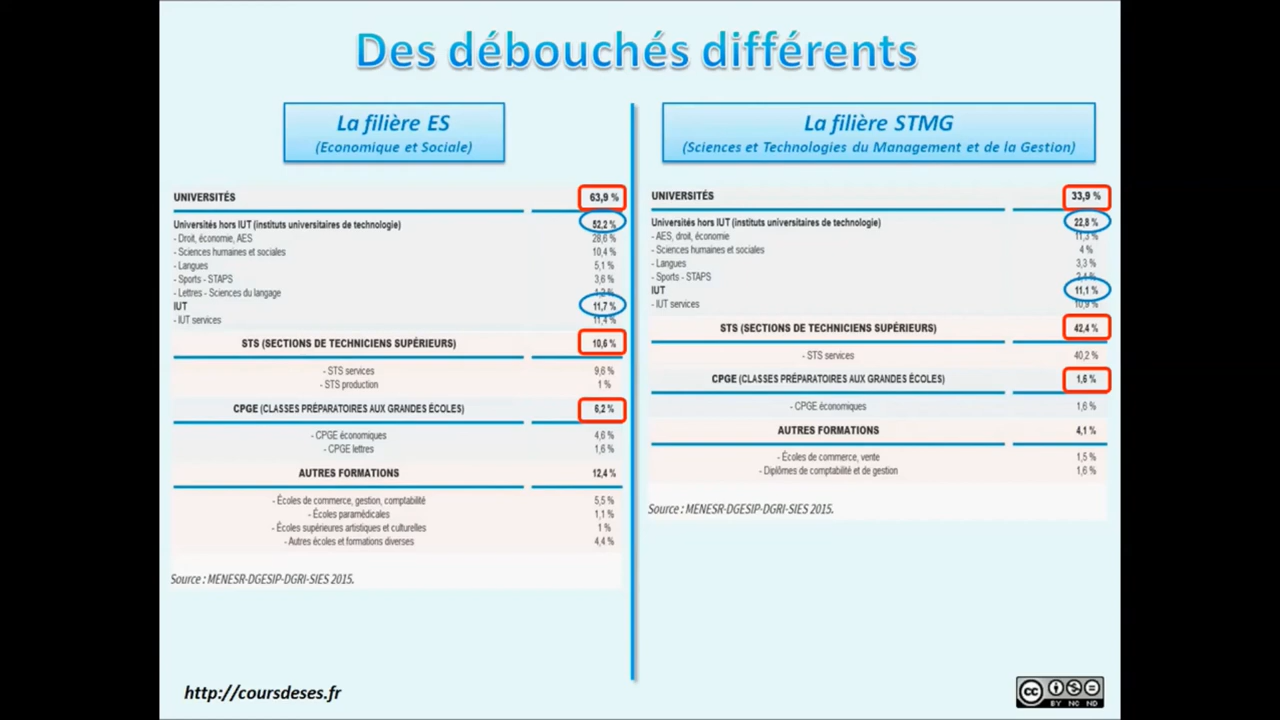 Des débouchés différents
La filière ES
(Economique et Sociale)
UNIVERSITÉS 63,9 %
Universités hors IUT (instituts universitaires de technologie) 52,2 %
- Droit, économie, AES 28,6 %
- Sciences humaines et sociales 10,4 %
- Langues 5,1 %
- Sports - STAPS 3,6 %
- Lettres - Sciences du langage
IUT 11,7 %
- IUT services 11,4 %
STS (SECTIONS DE TECHNICIENS SUPÉRIEURS) 10,6 %
- STS services 9,6 %
- STS production 1 %
CPGE (CLASSES PRÉPARATOIRES AUX GRANDES ÉCOLES) 6,2 %
- CPGE économiques 4,6 %
- CPGE lettres 1,6 %
AUTRES FORMATIONS 12,4 %
- Écoles de commerce, gestion, comptabilité 5,5 %
- Écoles paramédicales 1,1 %
- Écoles supérieures artistiques et culturelles 1 %
- Autres écoles et formations diverses 4,4 %
Source : MENESR-DGESIP-DGRI-SIES 2015.
La filière STMG
(Sciences et Technologies du Management et de la Gestion)
UNIVERSITÉS 33,9 %
Universités hors IUT (instituts universitaires de technologie) 22,8 %
- AES, droit, économie 11,3 %
- Sciences humaines et sociales 4 %
- Langues 3,3 %
- Sports - STAPS
IUT 11,1 %
- IUT services 10,9 %
STS (SECTIONS DE TECHNICIENS SUPÉRIEURS) 42,4 %
- STS services 40,2 %
CPGE (CLASSES PRÉPARATOIRES AUX GRANDES ÉCOLES) 1,6 %
- CPGE économiques 1,6 %
AUTRES FORMATIONS 4,1 %
- Écoles de commerce, vente 1,5 %
- Diplômes de comptabilité et de gestion 1,6 %
Source : MENESR-DGESIP-DGRI-SIES 2015.
http://coursdeses.fr
cc
BY NC ND